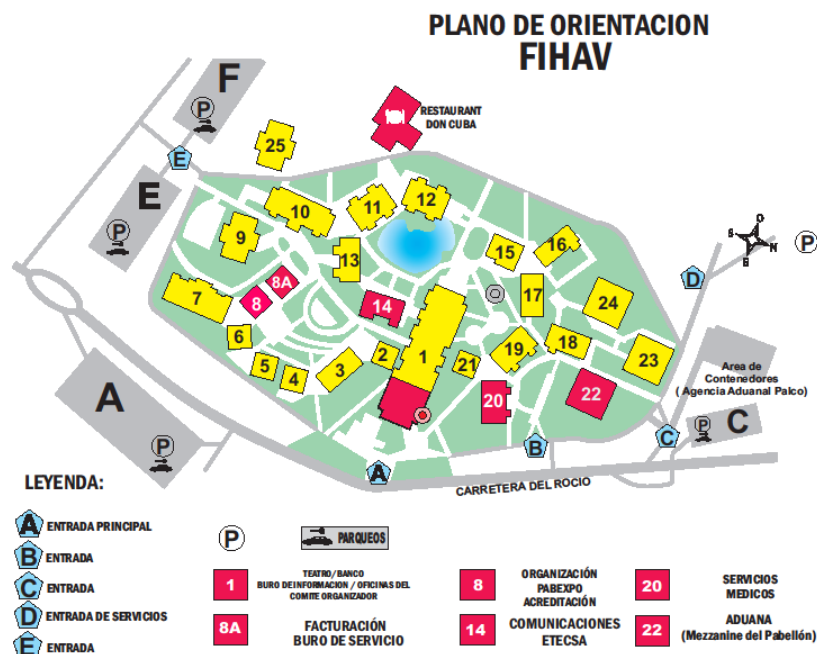 PLANO DE ORIENTACION
FIHAV
F
P
RESTAURANT
DON CUBA
25
E
E
P
12
11
10
9
13
15
16
O
S
N
E
P
D
8A
8
7
14
17
24
6
1
18
19
23
2
21
3
5
4
20
22
Area de
Contenedores
( Agencia Aduanal Palco)
A
P
C
P
C
B
A
CARRETERA DEL ROCIO
LEYENDA:
A ENTRADA PRINCIPAL
B ENTRADA
C ENTRADA
D ENTRADA DE SERVICIOS
E ENTRADA
P PARQUEOS
1 TEATRO/BANCO
BURO DE INFORMACION / OFICINAS DEL
COMITE ORGANIZADOR
8A FACTURACIÓN
BURO DE SERVICIO
8 ORGANIZACIÓN
PABEXPO
ACREDITACIÓN
14 COMUNICACIONES
ETECSA
20 SERVICIOS
MEDICOS
22 ADUANA
(Mezzanine del Pabellón)